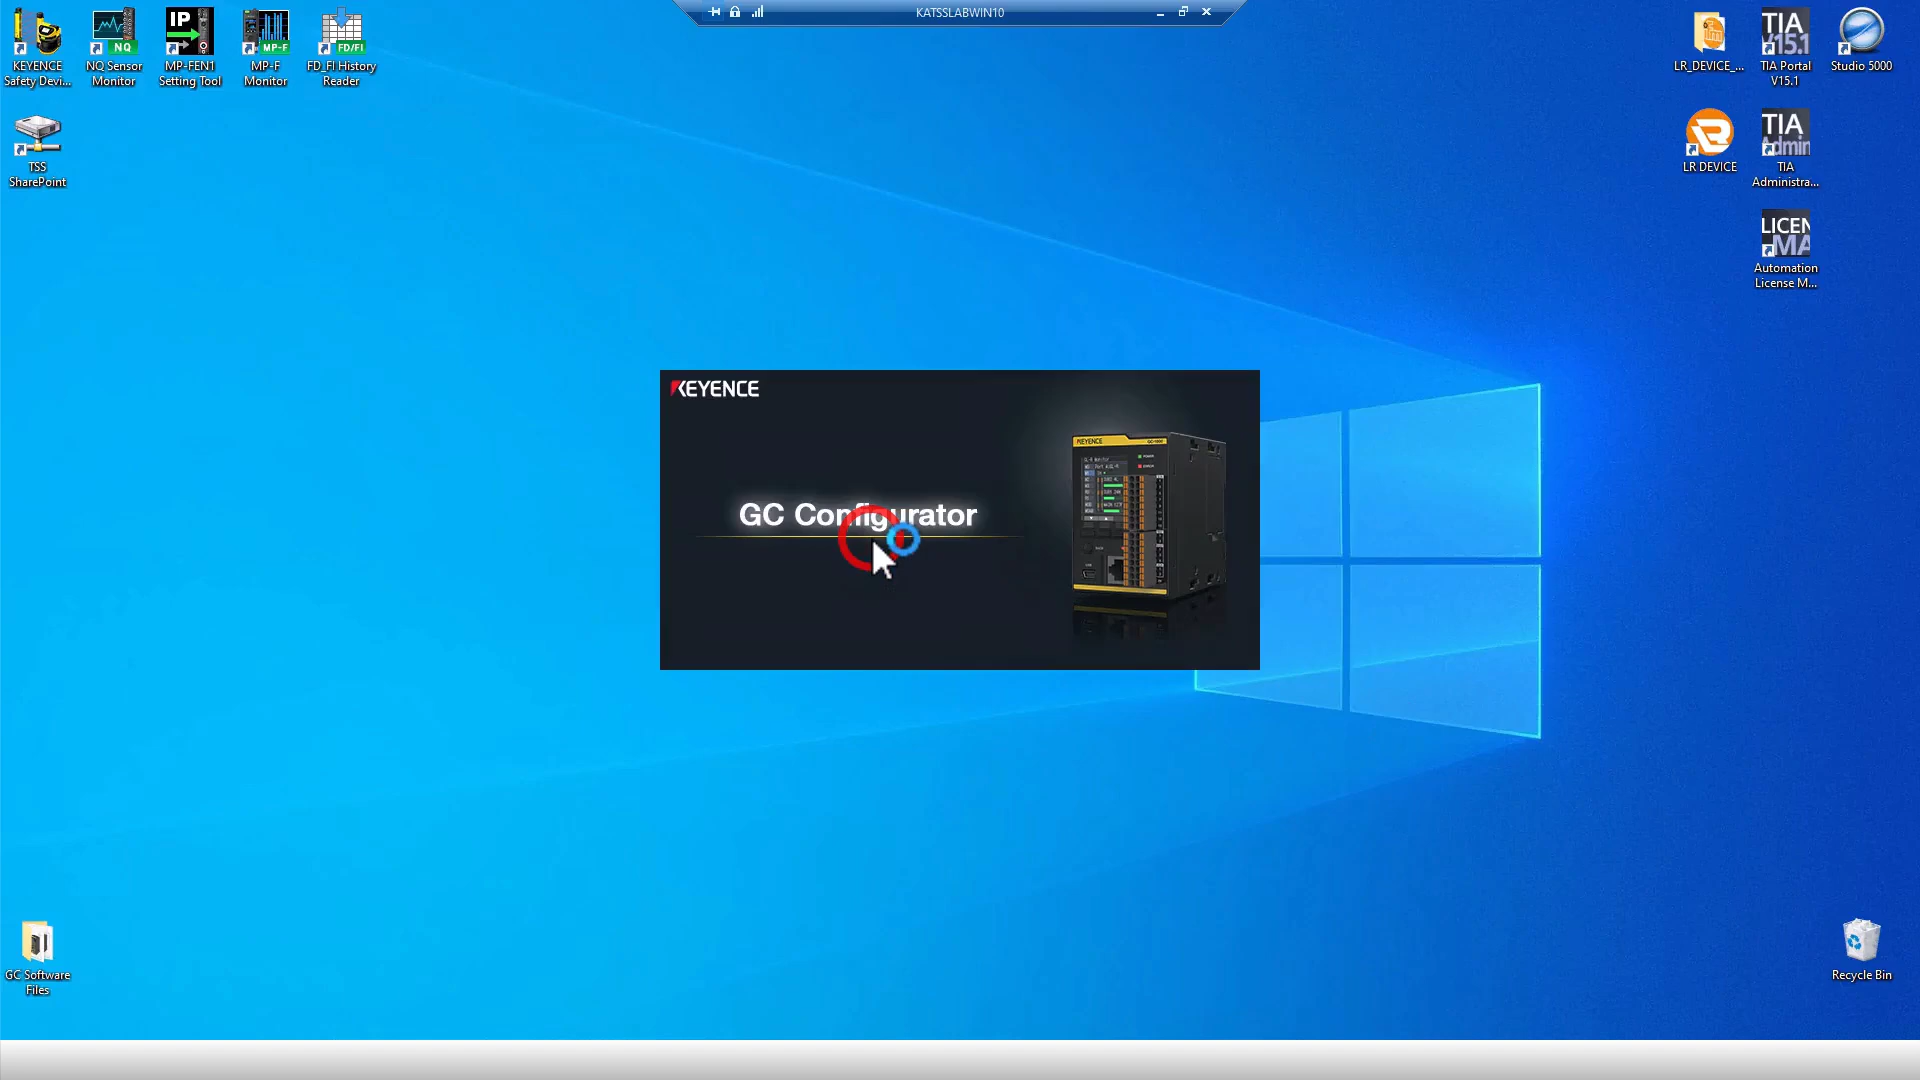 KATSSLABWIN10
IP
NQ
MP-F
FD/FI
KEYENCE
Safety Devi...
NQ Sensor
Monitor
MP-FEN1
Setting Tool
MP-F
Monitor
FD_FI History
Reader
TIA
V15.1
LR_DEVICE_...
TIA Portal
V15.1
Studio 5000
TSS
SharePoint
TIA
Admin
LR DEVICE
TIA
Administra...
LICEN
MA
Automation
License M...
KEYENCE
GC Configurator
KEYENCE
GC Software
Files
Recycle Bin